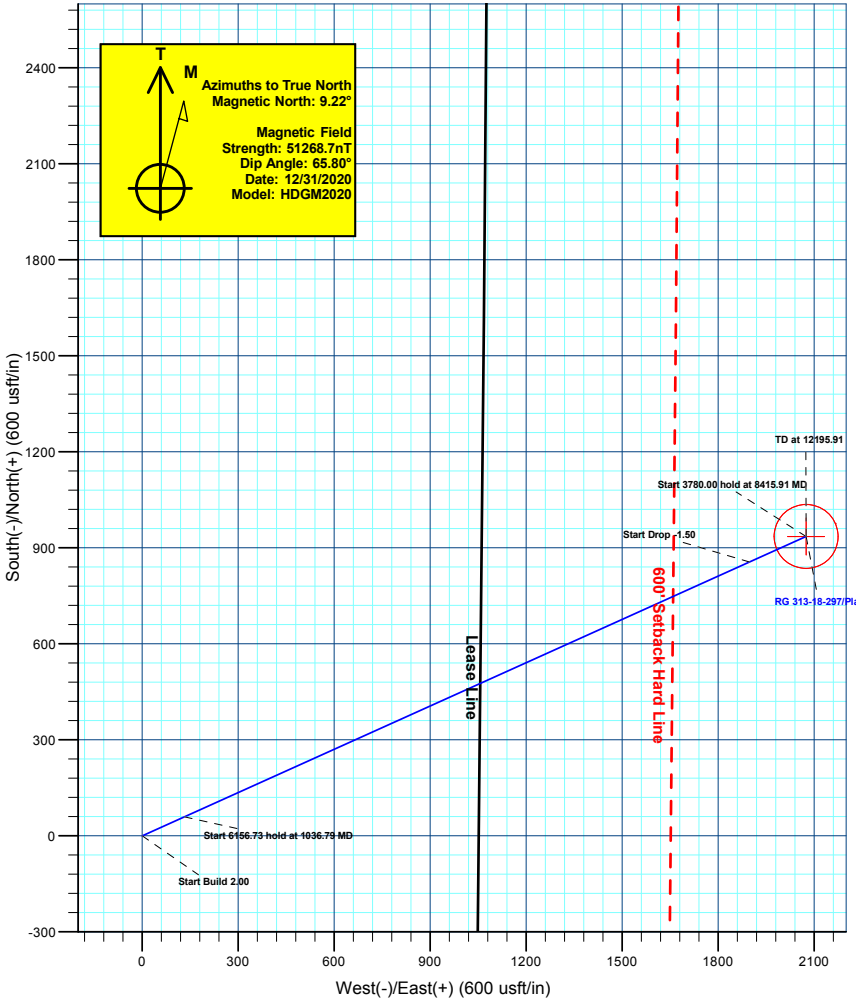 T
M
Azimuths to True North
Magnetic North: 9.22°
Magnetic Field
Strength: 51268.7nT
Dip Angle: 65.80°
Date: 12/31/2020
Model: HDGM2020
2400
2100
1800
1500
1200
900
600
300
0
-300
South(-)/North(+) (600 usft/in)
TD at 12195.91
Start 3780.00 hold at 8415.91 MD
Start Drop -1.50
RG 313-18-297/Pla
600' Setback Hard Line
Lease Line
Start 6156.73 hold at 1036.79 MD
Start Build 2.00
0
300
600
900
1200
1500
1800
2100
West(-)/East(+) (600 usft/in)